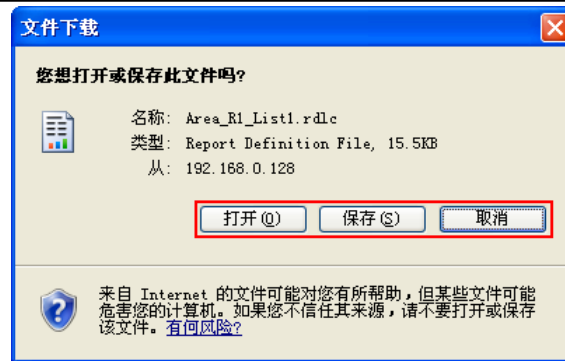 文件下载
您想打开或保存此文件吗?
名称: Area_R1_List1.rdlc
类型: Report Definition File, 15.5KB
从: 192.168.0.128
打开(O) 保存(S) 取消
来自 Internet 的文件可能对您有所帮助，但某些文件可能
危害您的计算机。如果您不信任其来源，请不要打开或保存
该文件。有何风险?